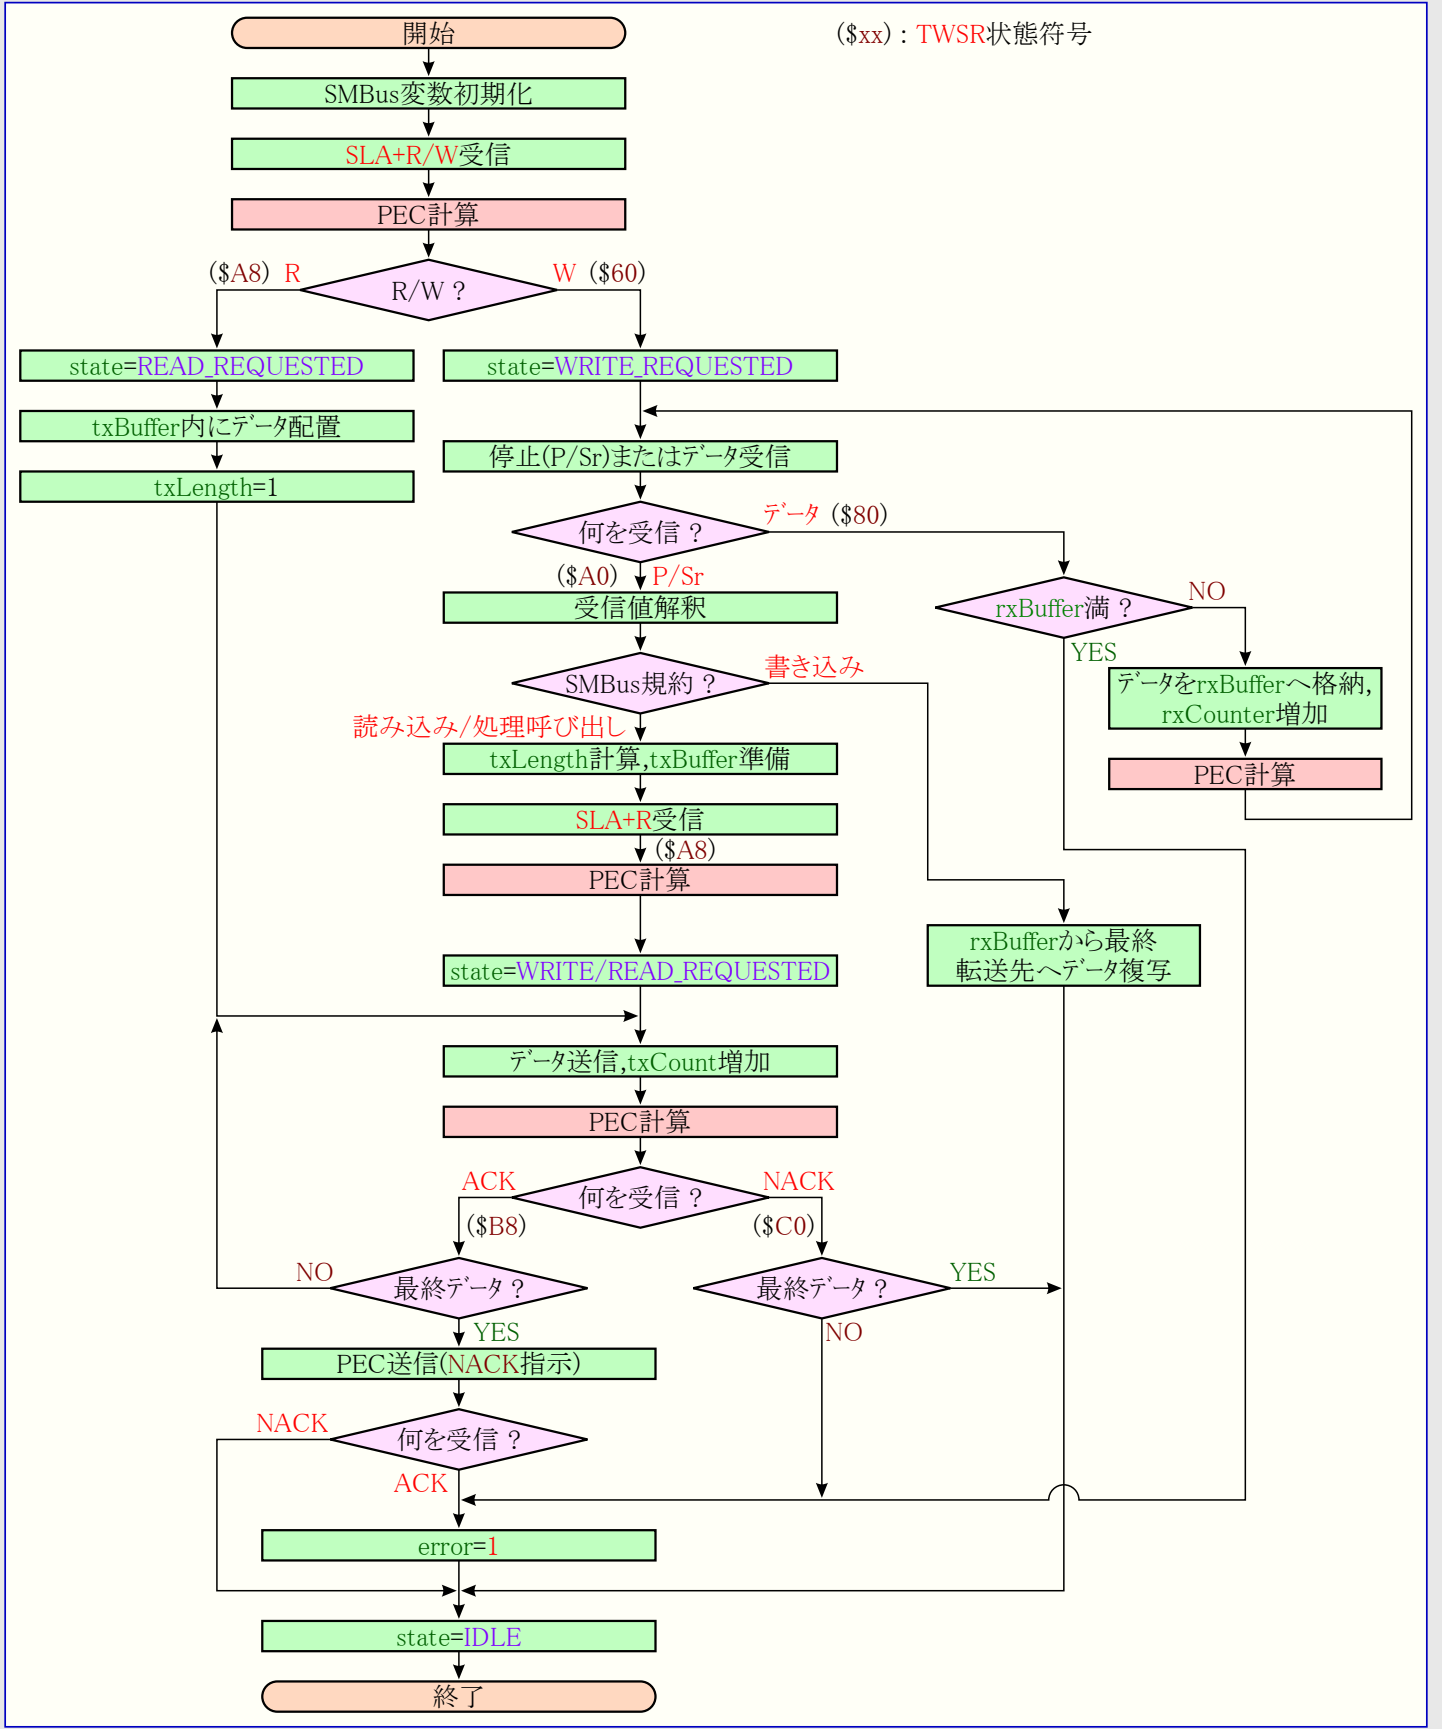 開始
($xx) : TWSR状態符号
SMBus変数初期化
SLA+R/W受信
PEC計算
($A8) R
W ($60)
R/W ?
state=READ_REQUESTED
state=WRITE_REQUESTED
txBuffer内にデータ配置
停止(P/Sr)またはデータ受信
txLength=1
データ ($80)
何を受信 ?
($A0) P/Sr
受信値解釈
rxBuffer満 ?
NO
YES
SMBus規約 ?
書き込み
データをrxBufferへ格納,
rxCounter増加
読み込み/処理呼び出し
txLength計算,txBuffer準備
PEC計算
SLA+R受信
($A8)
PEC計算
rxBufferから最終
転送先へデータ複写
state=WRITE/READ_REQUESTED
データ送信,txCount増加
PEC計算
ACK
NACK
何を受信 ?
($B8)
($C0)
NO
最終データ ?
最終データ ?
YES
YES
NO
PEC送信(NACK指示)
NACK
何を受信 ?
ACK
error=1
state=IDLE
終了